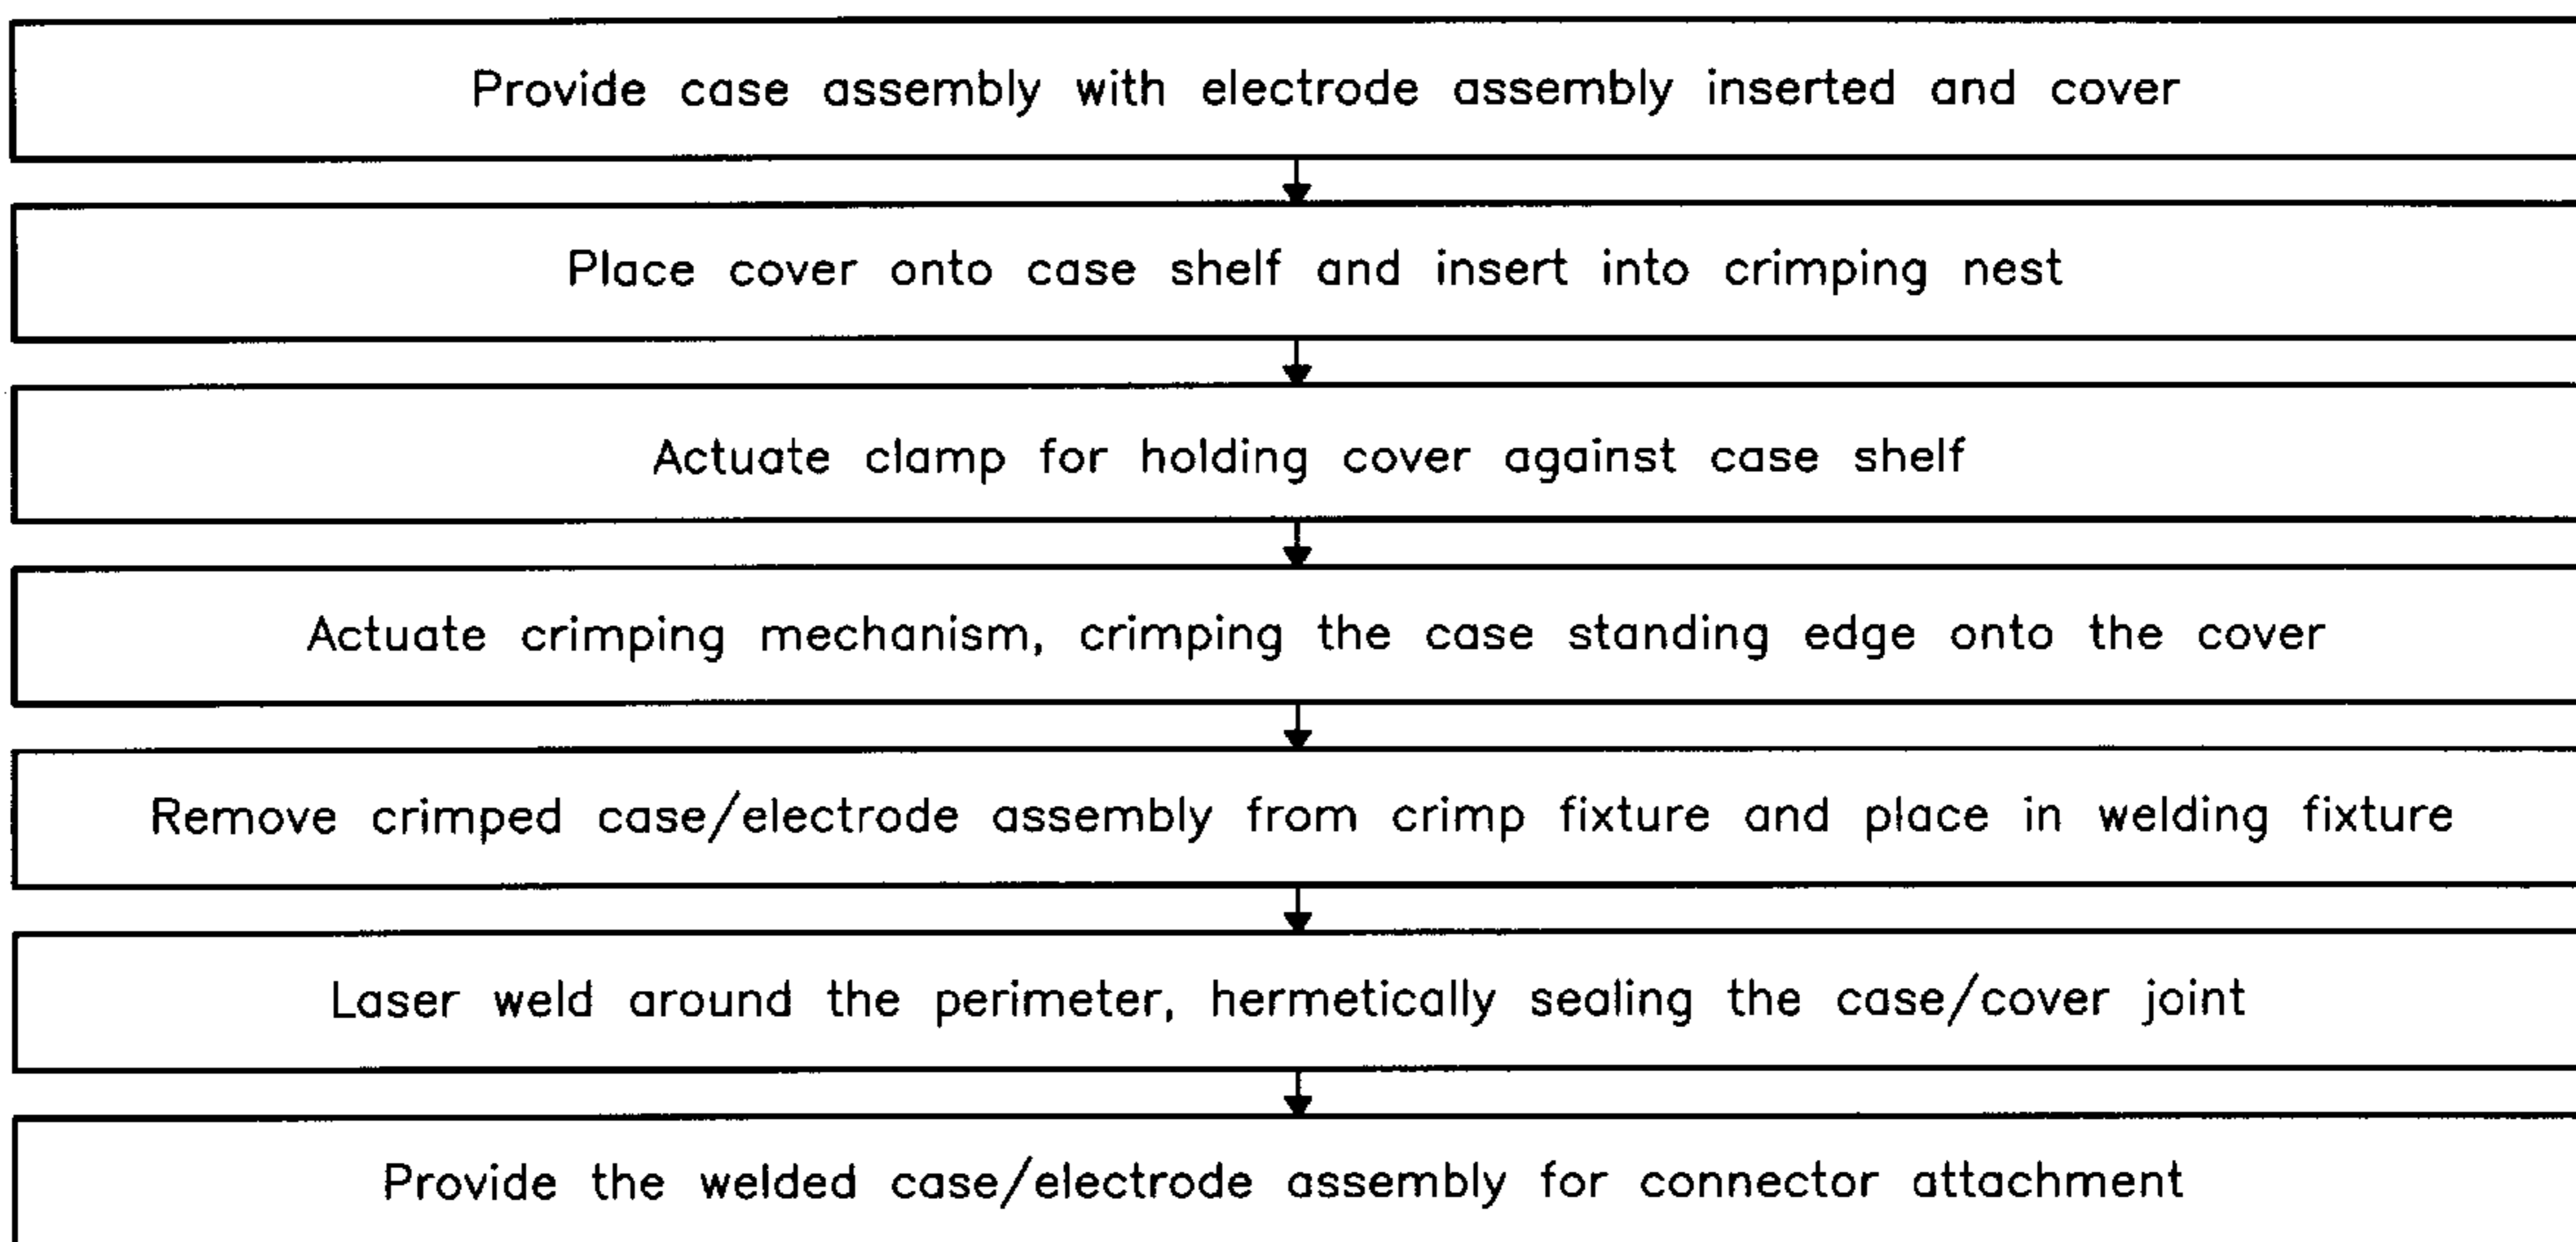 Provide case assembly with electrode assembly inserted and cover
Place cover onto case shelf and insert into crimping nest
Actuate clamp for holding cover against case shelf
Actuate crimping mechanism, crimping the case standing edge onto the cover
Remove crimped case/electrode assembly from crimp fixture and place in welding fixture
Laser weld around the perimeter, hermetically sealing the case/cover joint
Provide the welded case/electrode assembly for connector attachment